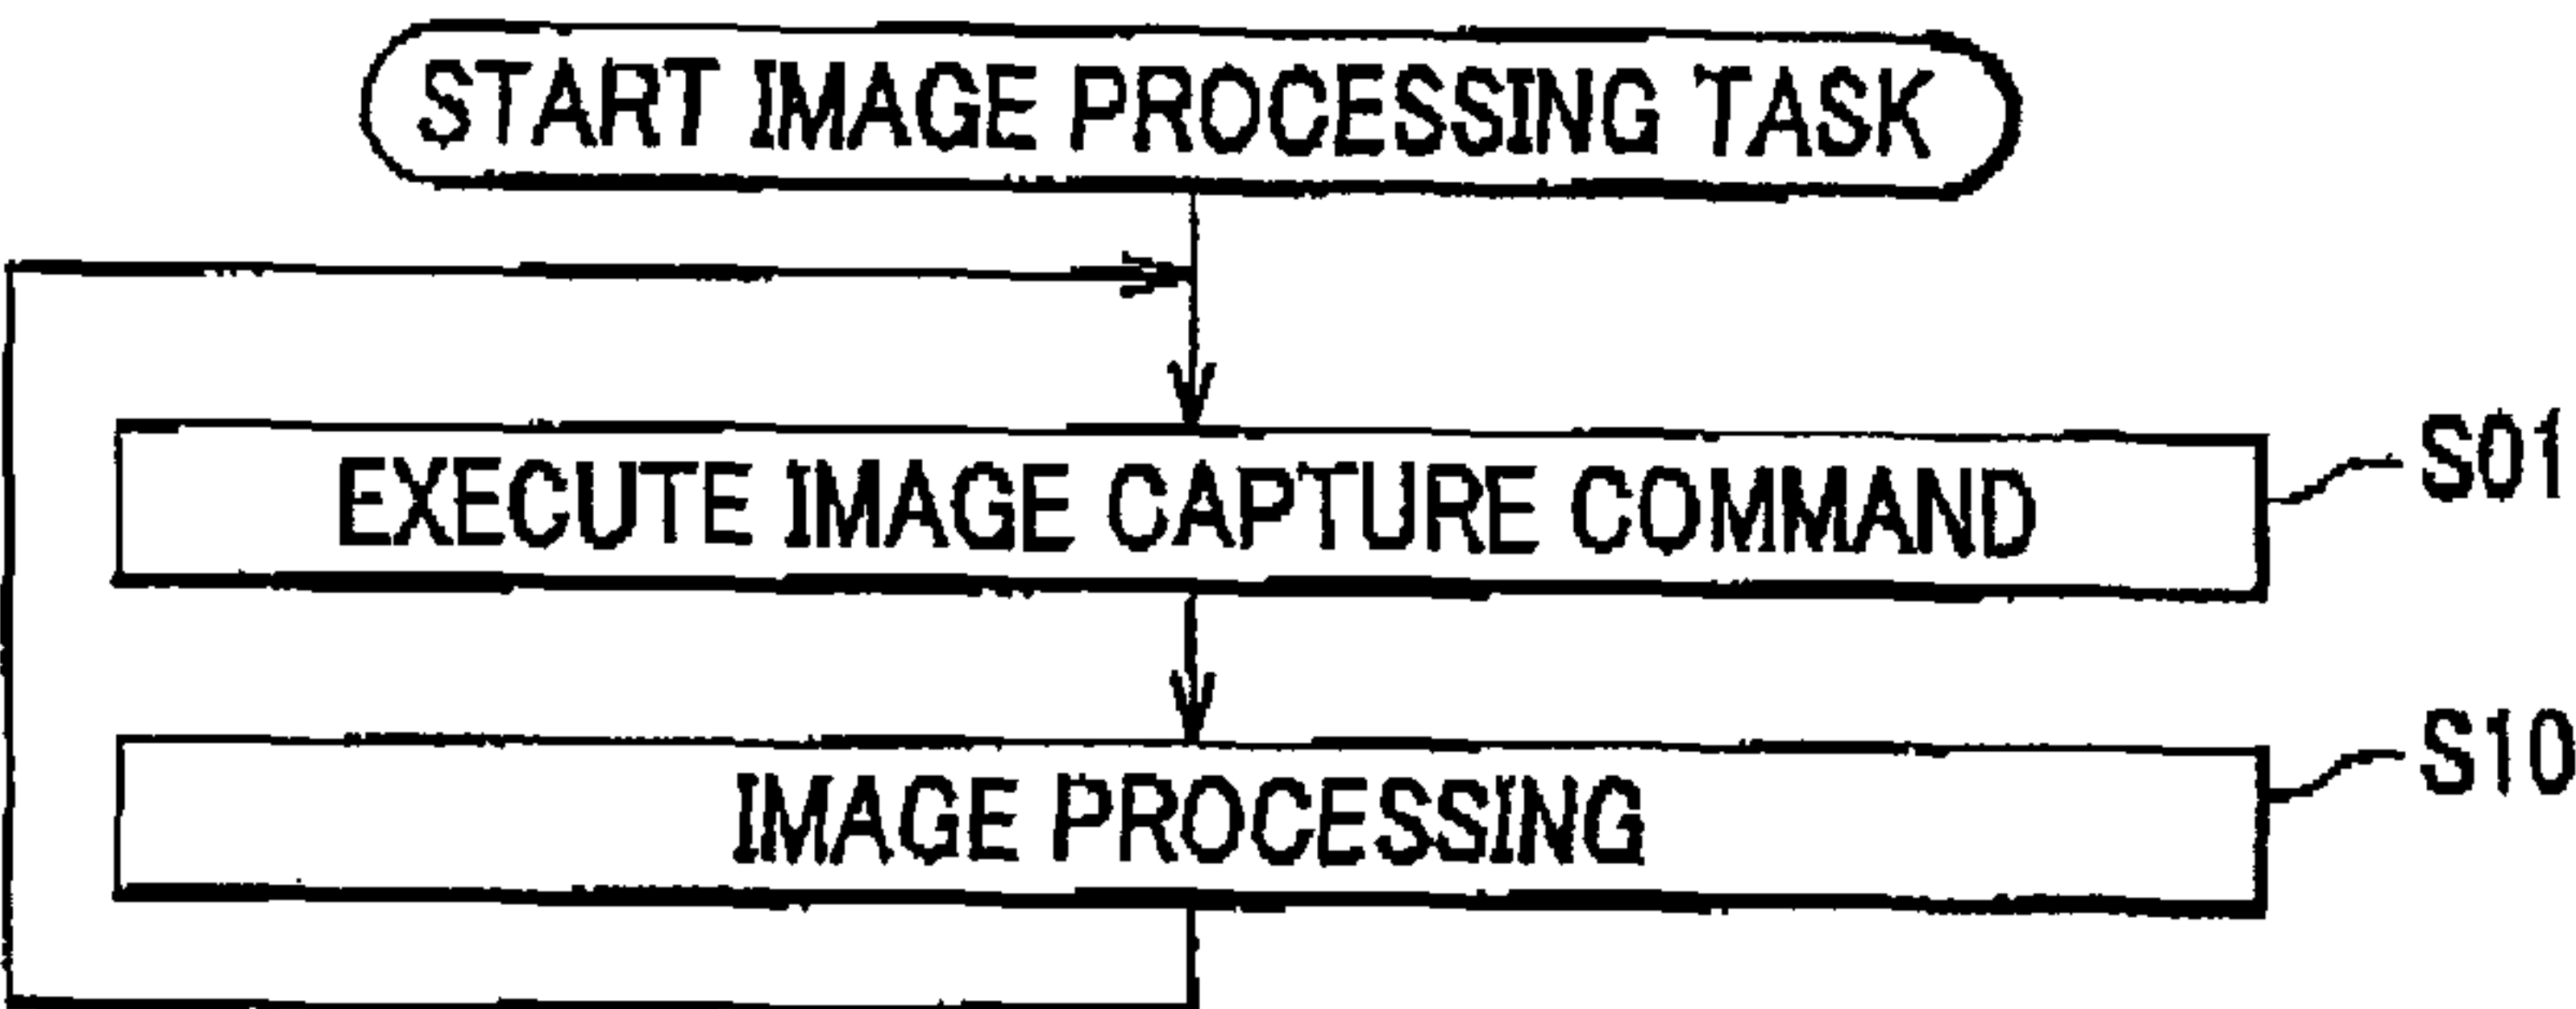 START IMAGE PROCESSING TASK
EXECUTE IMAGE CAPTURE COMMAND S01
IMAGE PROCESSING S10